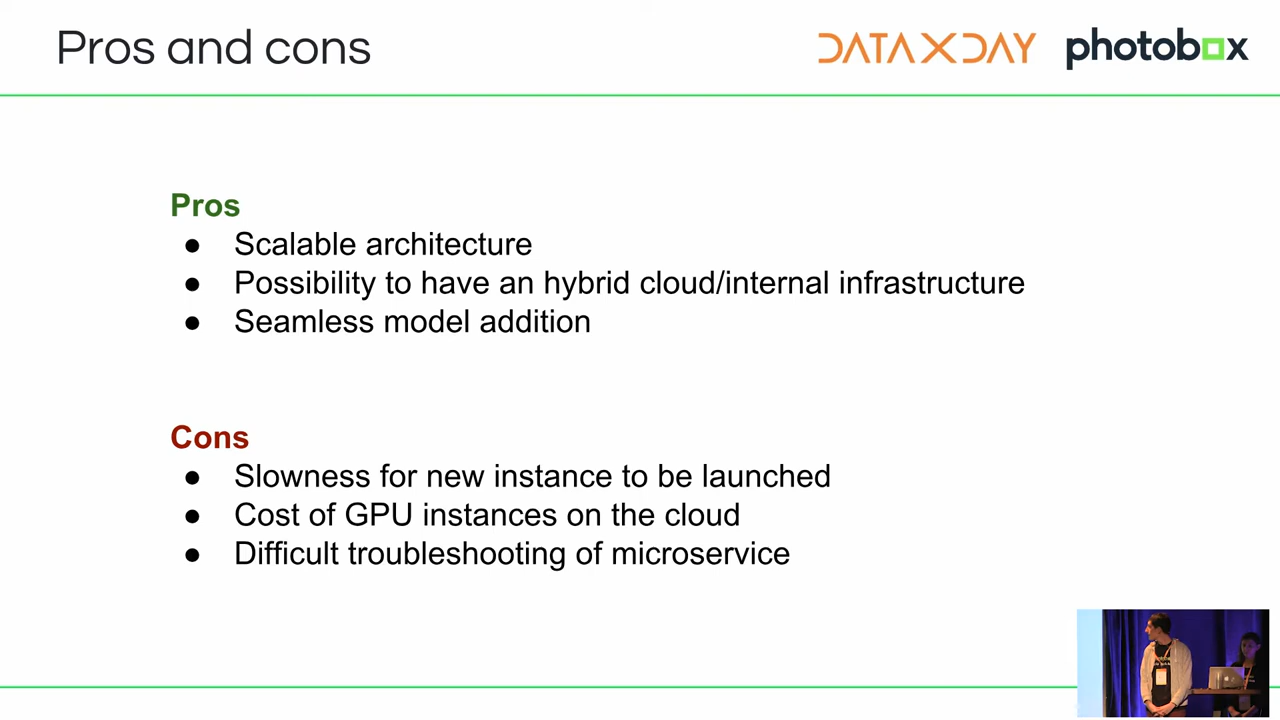 Pros and cons
DATA X DAY
photobox
Pros
● Scalable architecture
● Possibility to have an hybrid cloud/internal infrastructure
● Seamless model addition
Cons
● Slowness for new instance to be launched
● Cost of GPU instances on the cloud
● Difficult troubleshooting of microservice